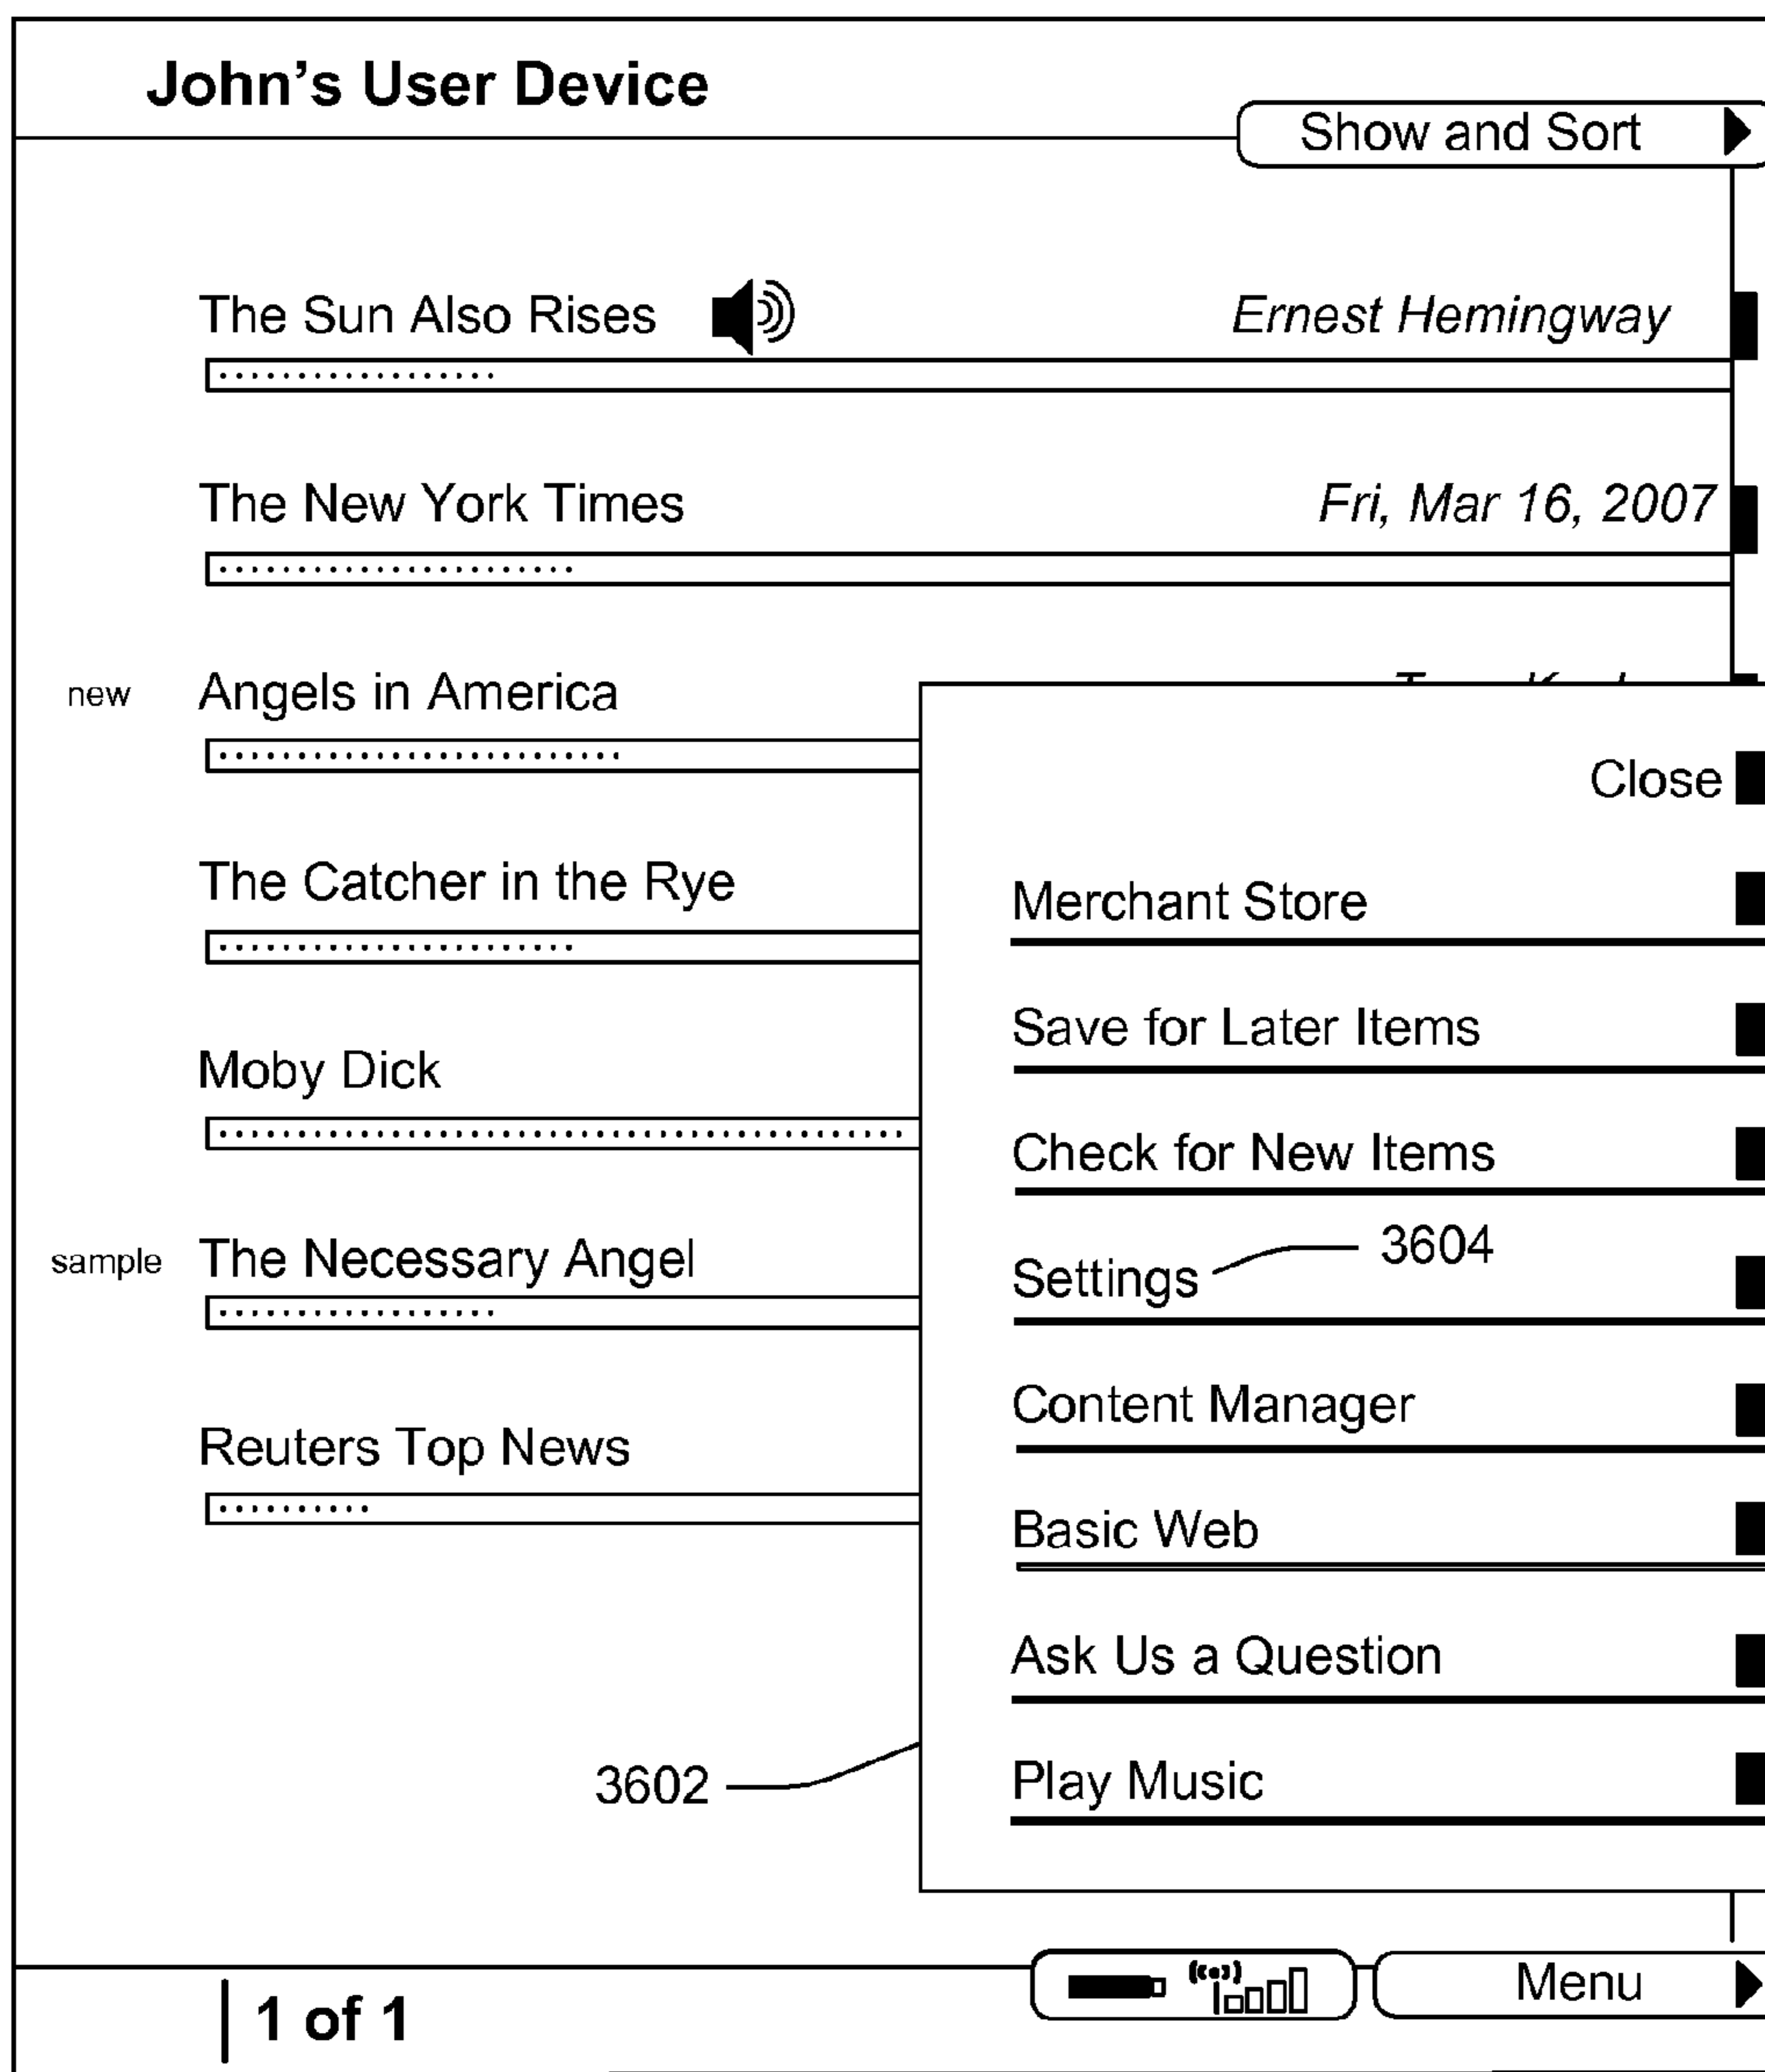 John's User Device
Show and Sort
The Sun Also Rises
Ernest Hemingway
The New York Times
Fri, Mar 16, 2007
new
Angels in America
Close
The Catcher in the Rye
Merchant Store
Save for Later Items
Moby Dick
Check for New Items
3604
sample
The Necessary Angel
Settings
Content Manager
Reuters Top News
Basic Web
Ask Us a Question
3602
Play Music
Menu
1 of 1